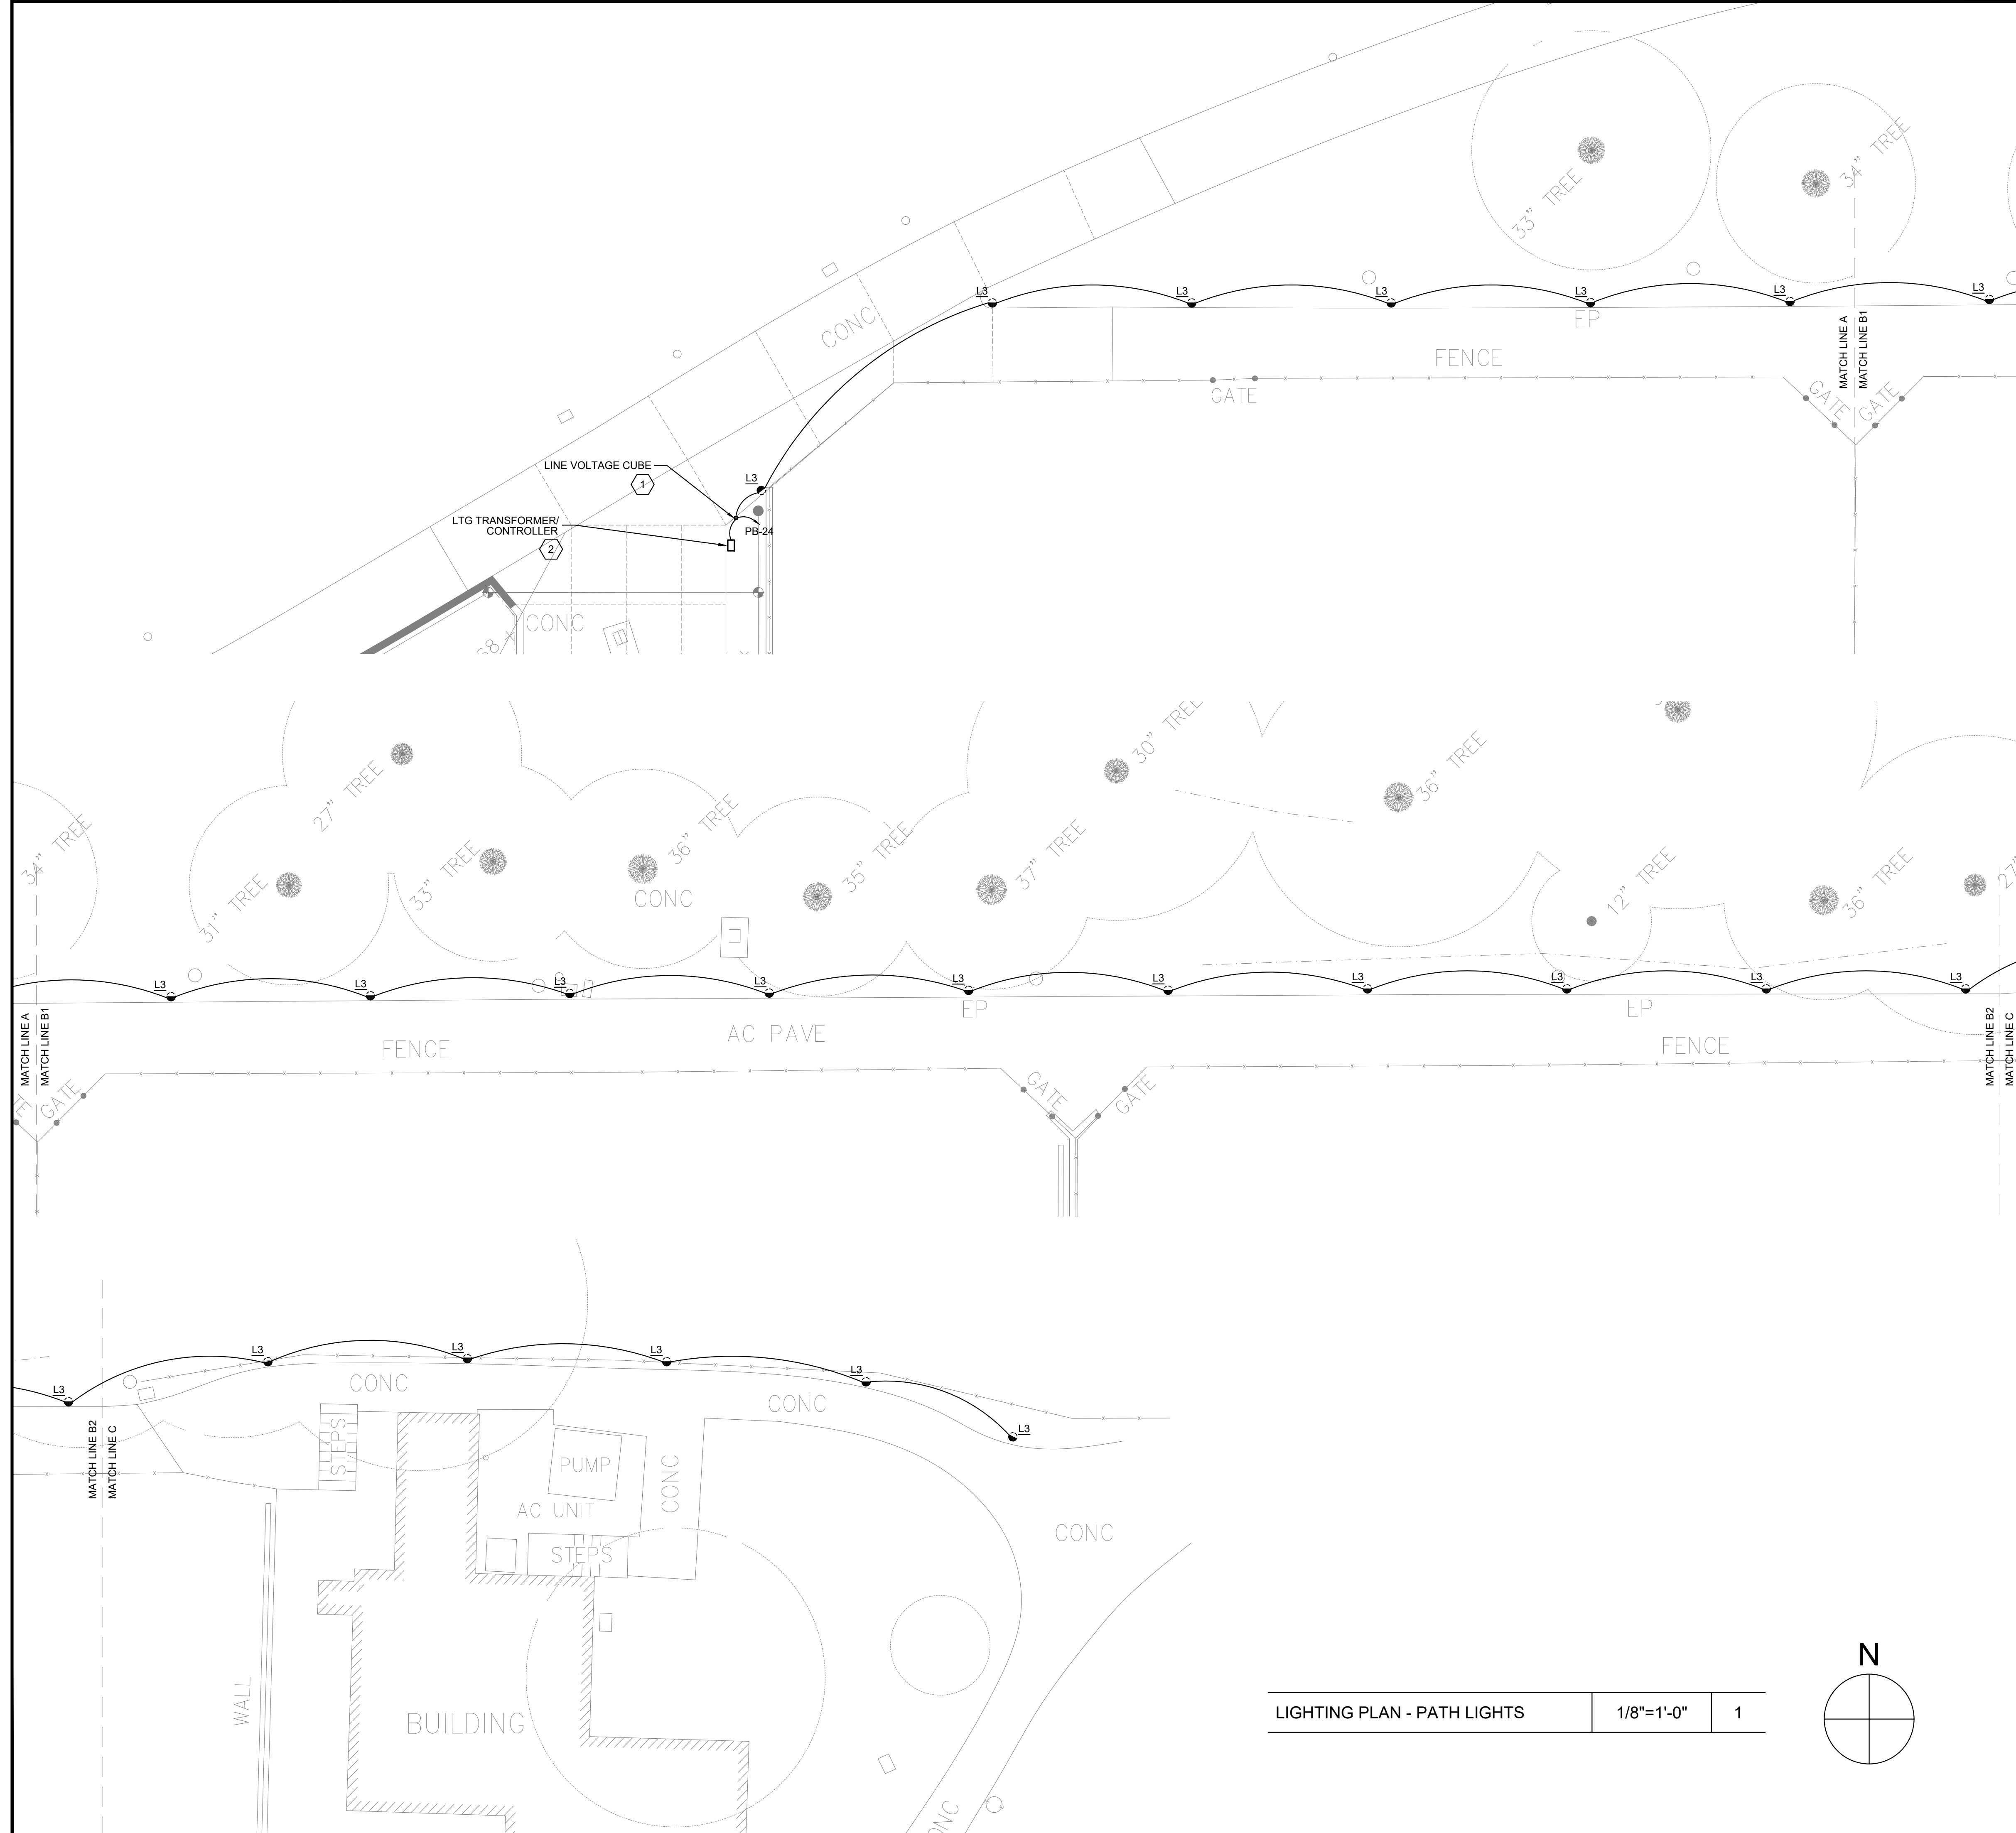 34” TREE
33” TREE
L3
L3
L3
L3
L3
L3
EP
CONC
MATCH LINE A
MATCH LINE B1
FENCE
GATE
GATE
GATE
LINE VOLTAGE CUBE
1
L3
LTG TRANSFORMER/
CONTROLLER
2
PB-24
CONC
68
30” TREE
36” TREE
27” TREE
36” TREE
34” TREE
33” TREE
35” TREE
37” TREE
12” TREE
36” TREE
27”
31” TREE
CONC
L3
L3
L3
L3
L3
L3
L3
L3
L3
L3
EP
EP
AC PAVE
MATCH LINE A
MATCH LINE B1
FENCE
FENCE
MATCH LINE B2
MATCH LINE C
GATE
GATE
GATE
L3
L3
L3
L3
L3
L3
CONC
CONC
MATCH LINE B2
MATCH LINE C
STEPS
PUMP
CONC
AC UNIT
STEPS
CONC
WALL
BUILDING
N
LIGHTING PLAN - PATH LIGHTS
1/8"=1'-0"
1